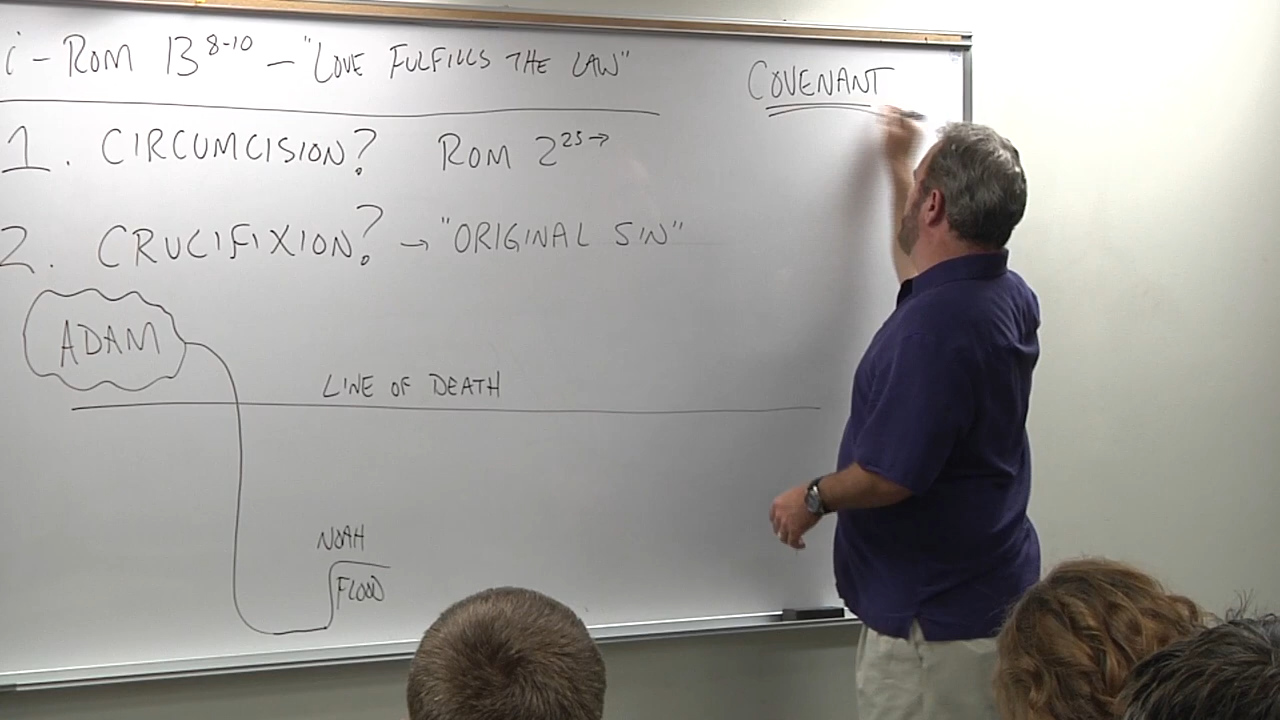 i - ROM 13 8-10 - "LOVE FULFILLS THE LAW"
COVENANT
1. CIRCUMCISION? ROM 2 25→
2. CRUCIFIXION? → "ORIGINAL SIN"
ADAM
LINE OF DEATH
NOAH
FLOOD